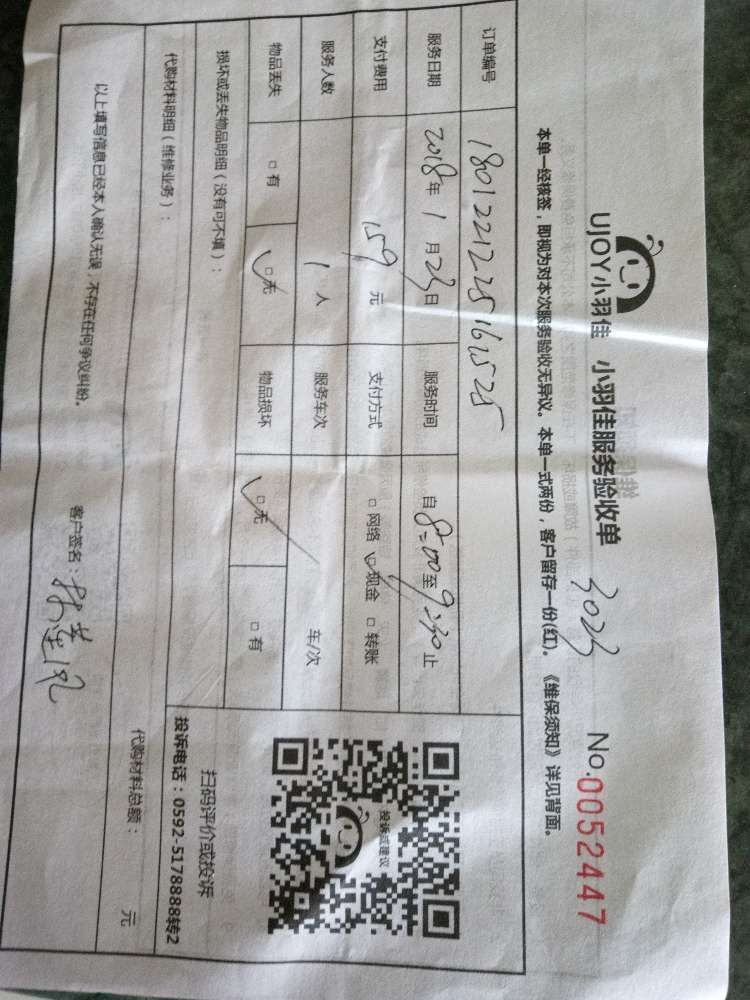 UJOY小羽佳 小羽佳服务验收单 3023 No.0052447
本单一经核签，即视为对本次服务验收无异议。本单一式两份，客户留存一份(红)。《维保须知》详见背面。
订单编号 1801221225162525
服务日期 2018年1月23日 服务时间 自8:00至9:30止
支付费用 159元 支付方式 □网络 □现金 □转账
服务人数 1人 服务车次 车/次
物品丢失 □有 □无 物品损坏 □无 □有
损坏或丢失物品明细（没有可不填）：
投诉或建议
扫码评价或投诉
投诉电话：0592-5178888转2
代购材料明细（维修业务）： 代购材料总额： 元
以上填写信息已经本人确认无误，不存在任何争议纠纷。 客户签名：